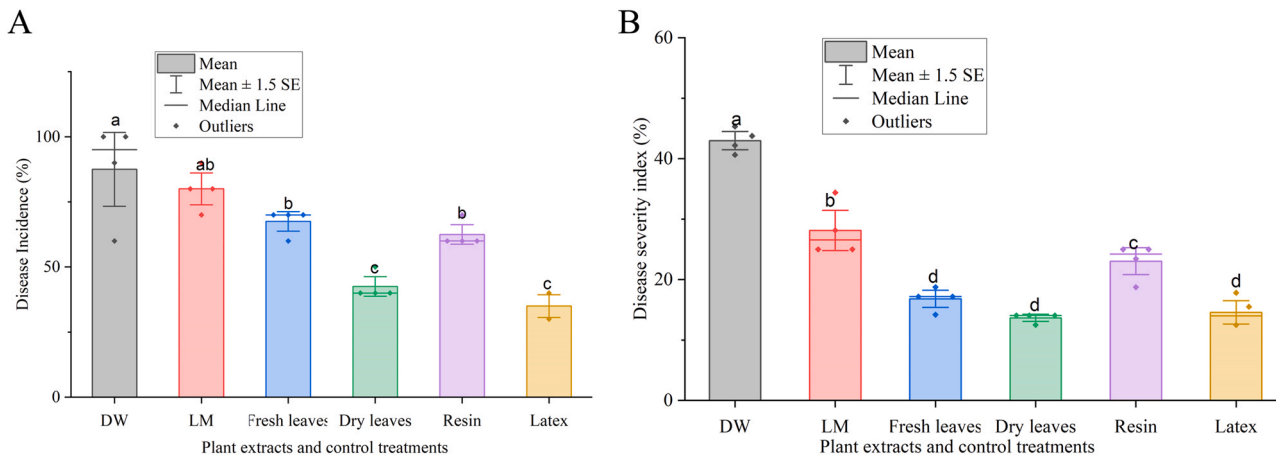 A
Mean
Mean ± 1.5 SE
Median Line
Outliers
Disease Incidence (%)
100
50
0
a
ab
b
c
b
c
DW
LM
Fresh leaves
Dry leaves
Resin
Latex
Plant extracts and control treatments
B
Mean
Mean ± 1.5 SE
Median Line
Outliers
Disease severity index (%)
60
40
20
0
a
b
d
d
c
d
DW
LM
Fresh leaves
Dry leaves
Resin
Latex
Plant extracts and control treatments